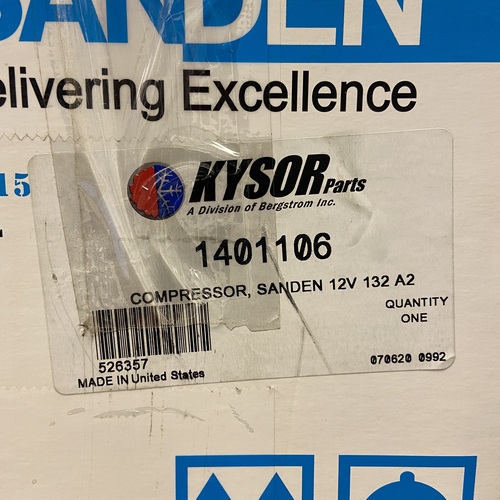 SANDEN
elivering Excellence
15
KYSOR Parts
A Division of Bergstrom Inc.
1401106
COMPRESSOR, SANDEN 12V 132 A2
QUANTITY
ONE
526357
070620 0992
MADE IN United States